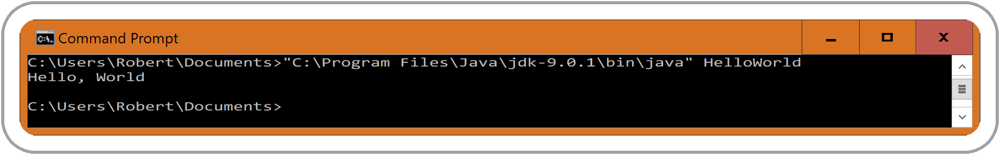 Command Prompt
C:\Users\Robert\Documents>"C:\Program Files\Java\jdk-9.0.1\bin\java" HelloWorld
Hello, World
C:\Users\Robert\Documents>